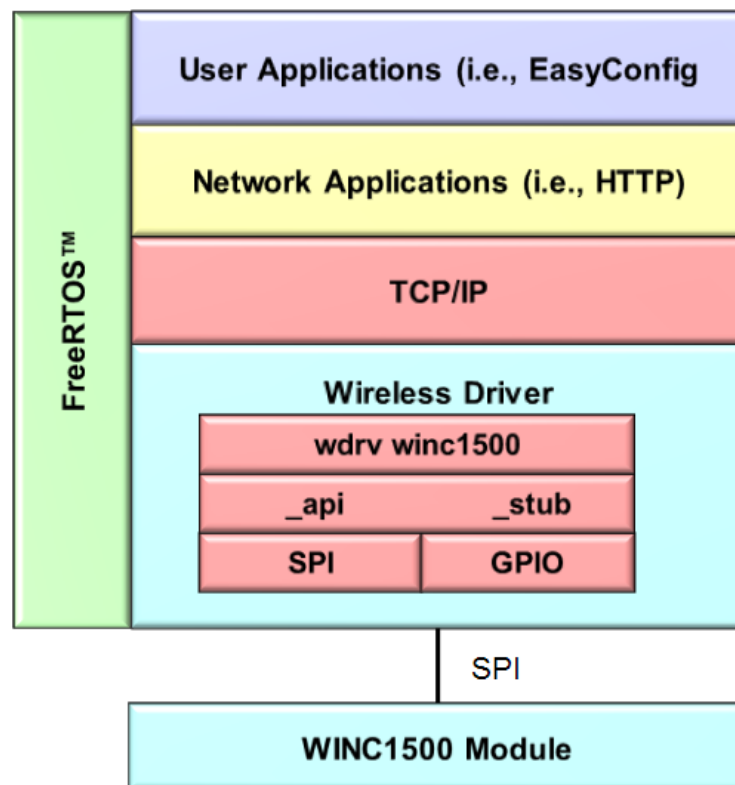 User Applications (i.e., EasyConfig
Network Applications (i.e., HTTP)
TCP/IP
FreeRTOS™
Wireless Driver
wdrv winc1500
_api _stub
SPI GPIO
SPI
WINC1500 Module